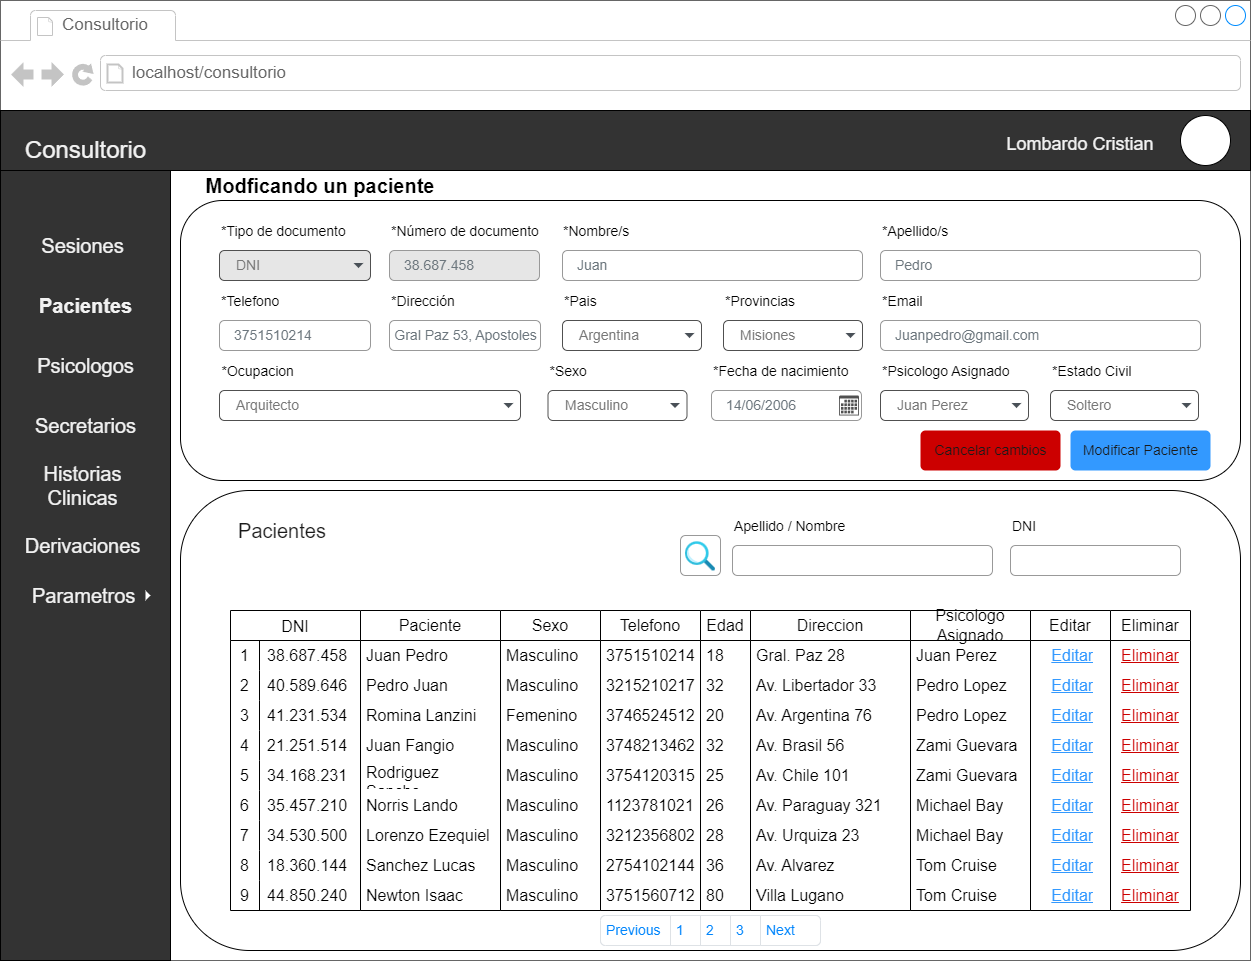 Consultorio
localhost/consultorio
Consultorio
Lombardo Cristian
Sesiones
Pacientes
Psicologos
Secretarios
Historias
Clinicas
Derivaciones
Parametros
Modficando un paciente
*Tipo de documento *Número de documento *Nombre/s *Apellido/s
DNI 38.687.458 Juan Pedro
*Telefono *Dirección *Pais *Provincias *Email
3751510214 Gral Paz 53, Apostoles Argentina Misiones Juanpedro@gmail.com
*Ocupacion *Sexo *Fecha de nacimiento *Psicologo Asignado *Estado Civil
Arquitecto Masculino 14/06/2006 Juan Perez Soltero
Cancelar cambios Modificar Paciente
Pacientes
Apellido / Nombre DNI
DNI Paciente Sexo Telefono Edad Direccion Psicologo Asignado Editar Eliminar
1 38.687.458 Juan Pedro Masculino 3751510214 18 Gral. Paz 28 Juan Perez Editar Eliminar
2 40.589.646 Pedro Juan Masculino 3215210217 32 Av. Libertador 33 Pedro Lopez Editar Eliminar
3 41.231.534 Romina Lanzini Femenino 3746524512 20 Av. Argentina 76 Pedro Lopez Editar Eliminar
4 21.251.514 Juan Fangio Masculino 3748213462 32 Av. Brasil 56 Zami Guevara Editar Eliminar
5 34.168.231 Rodriguez Masculino 3754120315 25 Av. Chile 101 Zami Guevara Editar Eliminar
6 35.457.210 Norris Lando Masculino 1123781021 26 Av. Paraguay 321 Michael Bay Editar Eliminar
7 34.530.500 Lorenzo Ezequiel Masculino 3212356802 28 Av. Urquiza 23 Michael Bay Editar Eliminar
8 18.360.144 Sanchez Lucas Masculino 2754102144 36 Av. Alvarez Tom Cruise Editar Eliminar
9 44.850.240 Newton Isaac Masculino 3751560712 80 Villa Lugano Tom Cruise Editar Eliminar
Previous 1 2 3 Next